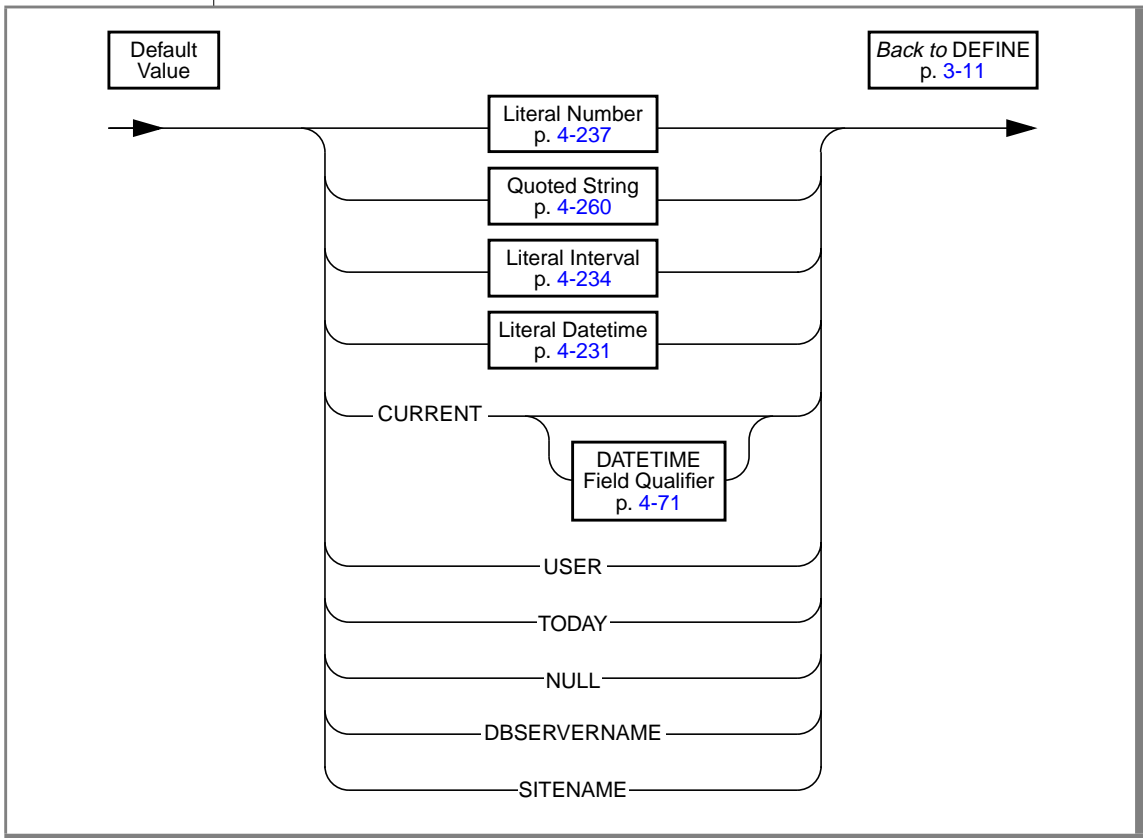 Default
Value
Back to DEFINE
p. 3-11
Literal Number
p. 4-237
Quoted String
p. 4-260
Literal Interval
p. 4-234
Literal Datetime
p. 4-231
CURRENT
DATETIME
Field Qualifier
p. 4-71
USER
TODAY
NULL
DBSERVERNAME
SITENAME